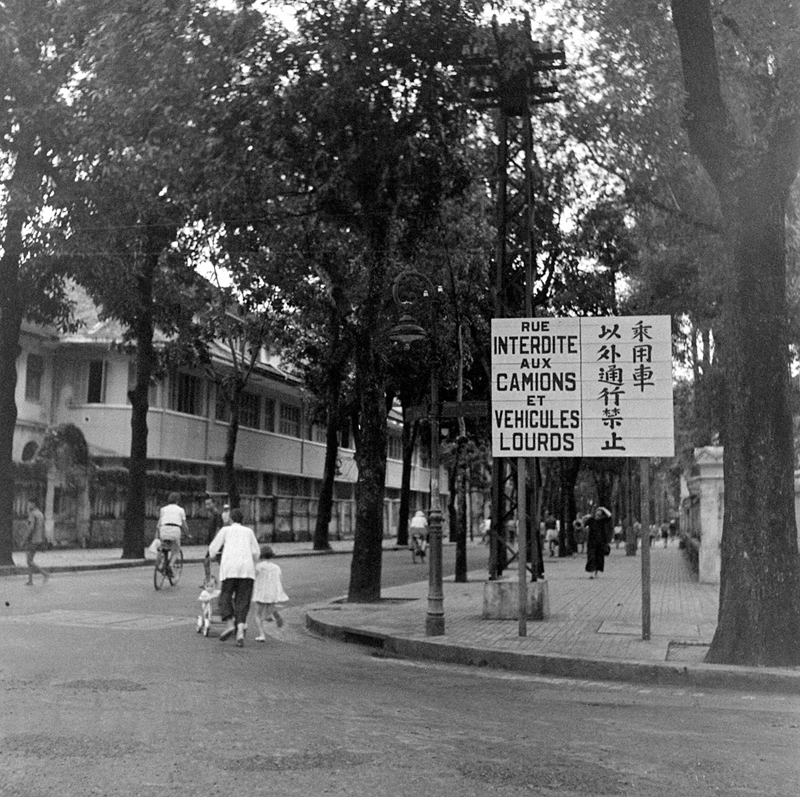 RUE
INTERDITE
AUX
CAMIONS
ET
VEHICULES
LOURDS
乗用車
以外通行禁止